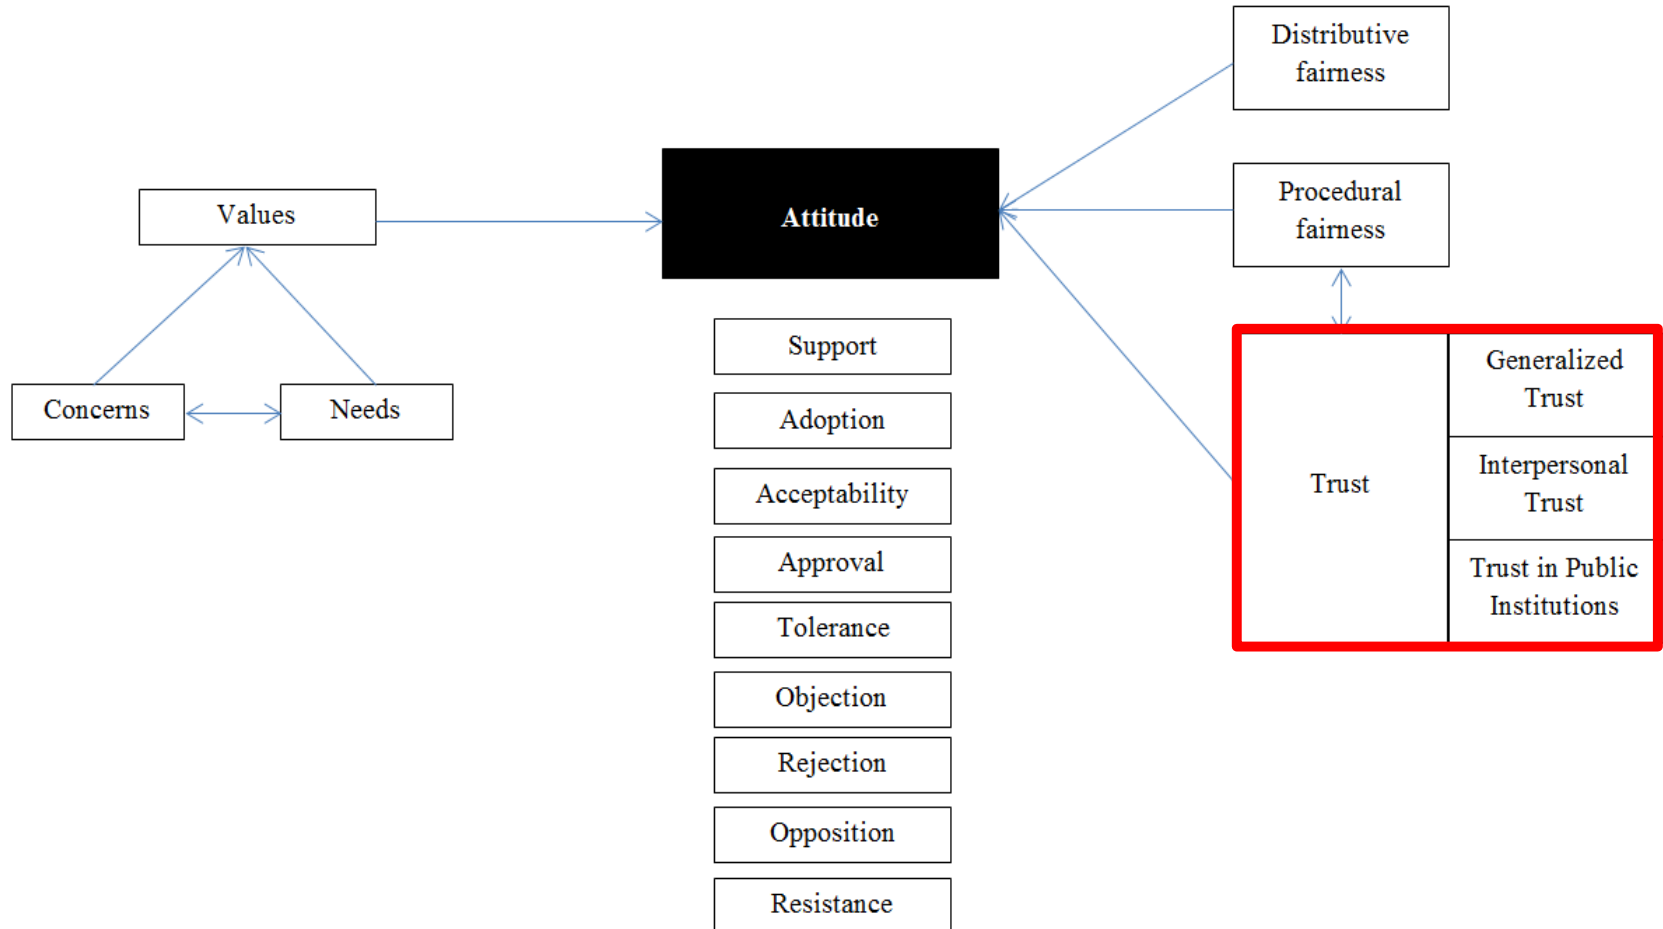 Distributive
fairness
Attitude
Values
Procedural
fairness
Concerns
Needs
Support
Adoption
Acceptability
Approval
Tolerance
Objection
Rejection
Opposition
Resistance
Trust
Generalized
Trust
Interpersonal
Trust
Trust in Public
Institutions